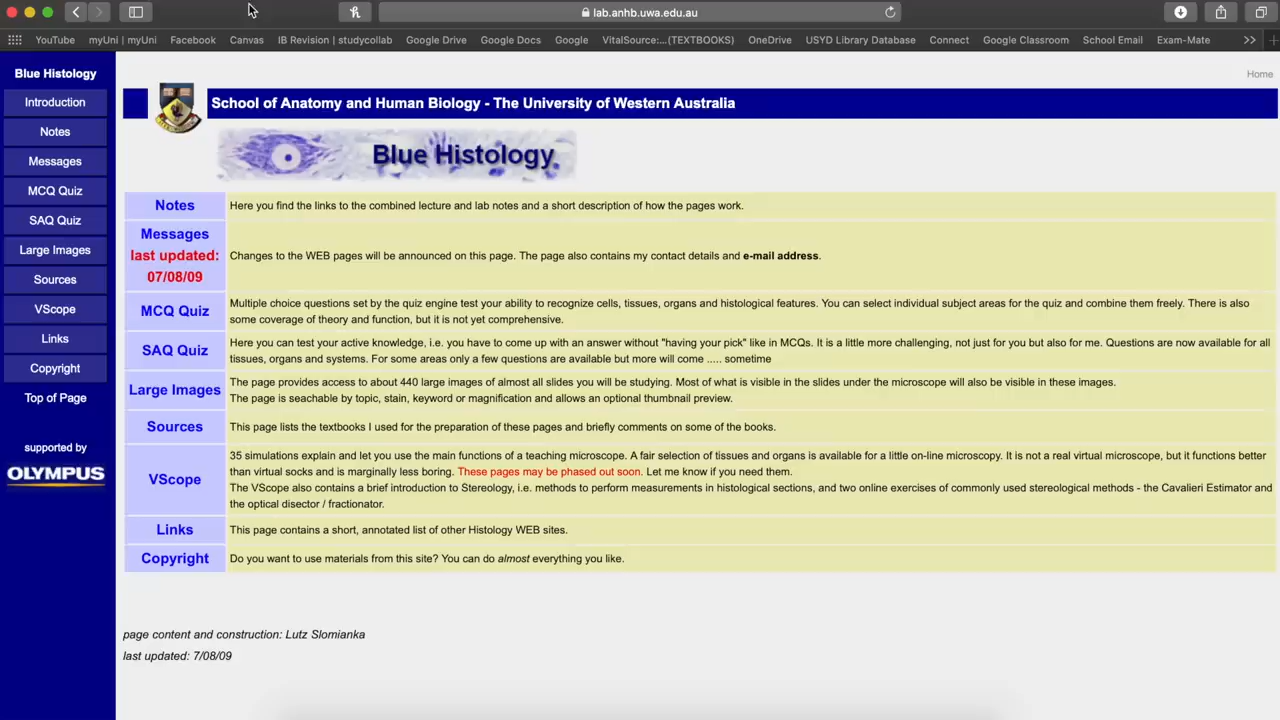 lab.anhb.uwa.edu.au
YouTube myUni | myUni Facebook Canvas IB Revision | studycollab Google Drive Google Docs Google VitalSource:...(TEXTBOOKS) OneDrive USYD Library Database Connect Google Classroom School Email Exam-Mate >>
Blue Histology
Introduction
Notes
Messages
MCQ Quiz
SAQ Quiz
Large Images
Sources
VScope
Links
Copyright
Top of Page
supported by
OLYMPUS
Home
School of Anatomy and Human Biology - The University of Western Australia
Blue Histology
Notes
Here you find the links to the combined lecture and lab notes and a short description of how the pages work.
Messages
last updated:
07/08/09
Changes to the WEB pages will be announced on this page. The page also contains my contact details and e-mail address.
MCQ Quiz
Multiple choice questions set by the quiz engine test your ability to recognize cells, tissues, organs and histological features. You can select individual subject areas for the quiz and combine them freely. There is also
some coverage of theory and function, but it is not yet comprehensive.
SAQ Quiz
Here you can test your active knowledge, i.e. you have to come up with an answer without "having your pick" like in MCQs. It is a little more challenging, not just for you but also for me. Questions are now available for all
tissues, organs and systems. For some areas only a few questions are available but more will come ..... sometime
Large Images
The page provides access to about 440 large images of almost all slides you will be studying. Most of what is visible in the slides under the microscope will also be visible in these images.
The page is seachable by topic, stain, keyword or magnification and allows an optional thumbnail preview.
Sources
This page lists the textbooks I used for the preparation of these pages and briefly comments on some of the books.
VScope
35 simulations explain and let you use the main functions of a teaching microscope. A fair selection of tissues and organs is available for a little on-line microscopy. It is not a real virtual microscope, but it functions better
than virtual socks and is marginally less boring. These pages may be phased out soon. Let me know if you need them.
The VScope also contains a brief introduction to Stereology, i.e. methods to perform measurements in histological sections, and two online exercises of commonly used stereological methods - the Cavalieri Estimator and
the optical disector / fractionator.
Links
This page contains a short, annotated list of other Histology WEB sites.
Copyright
Do you want to use materials from this site? You can do almost everything you like.
page content and construction: Lutz Slomianka
last updated: 7/08/09